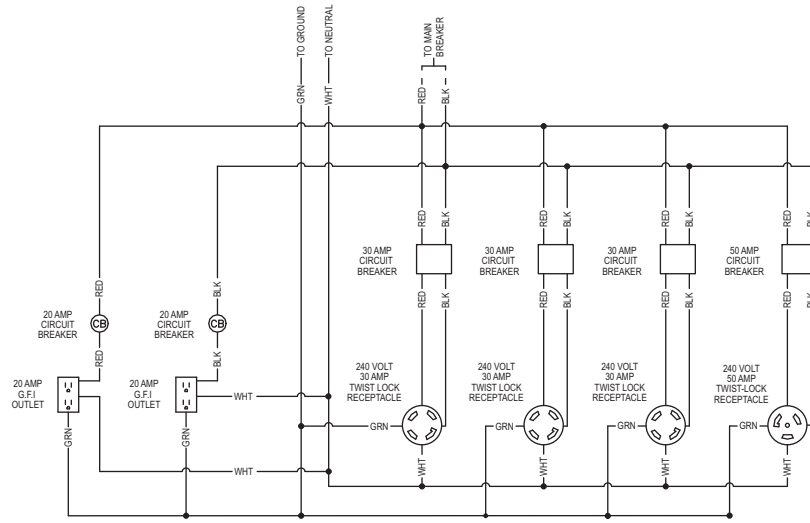 TO GROUND
TO NEUTRAL
TO MAIN
BREAKER
GRN
WHT
RED
BLK
RED
BLK
RED
BLK
RED
BLK
RED
BLK
30 AMP
CIRCUIT
BREAKER
30 AMP
CIRCUIT
BREAKER
30 AMP
CIRCUIT
BREAKER
50 AMP
CIRCUIT
BREAKER
RED
BLK
RED
BLK
RED
BLK
RED
BLK
RED
BLK
20 AMP
CIRCUIT
BREAKER
CB
20 AMP
CIRCUIT
BREAKER
CB
RED
BLK
20 AMP
G.F.I
OUTLET
20 AMP
G.F.I
OUTLET
240 VOLT
30 AMP
TWIST LOCK
RECEPTACLE
240 VOLT
30 AMP
TWIST LOCK
RECEPTACLE
240 VOLT
30 AMP
TWIST LOCK
RECEPTACLE
240 VOLT
50 AMP
TWIST-LOCK
RECEPTACLE
WHT
GRN
GRN
GRN
GRN
GRN
GRN
WHT
WHT
WHT
WHT
WHT